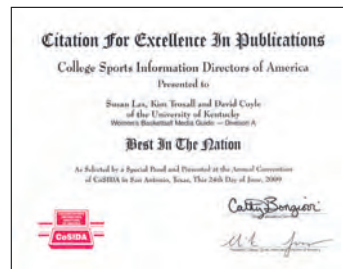 Citation For Excellence In Publications
College Sports Information Directors of America
Presented to
Susan Lax, Kim Troxall and David Coyle
of the University of Kentucky
Women's Basketball Media Guide — Division A
Best In The Nation
As Selected by a Special Panel and Presented at the Annual Convention
of CoSIDA in San Antonio, Texas, This 24th Day of June, 2009
CoSIDA